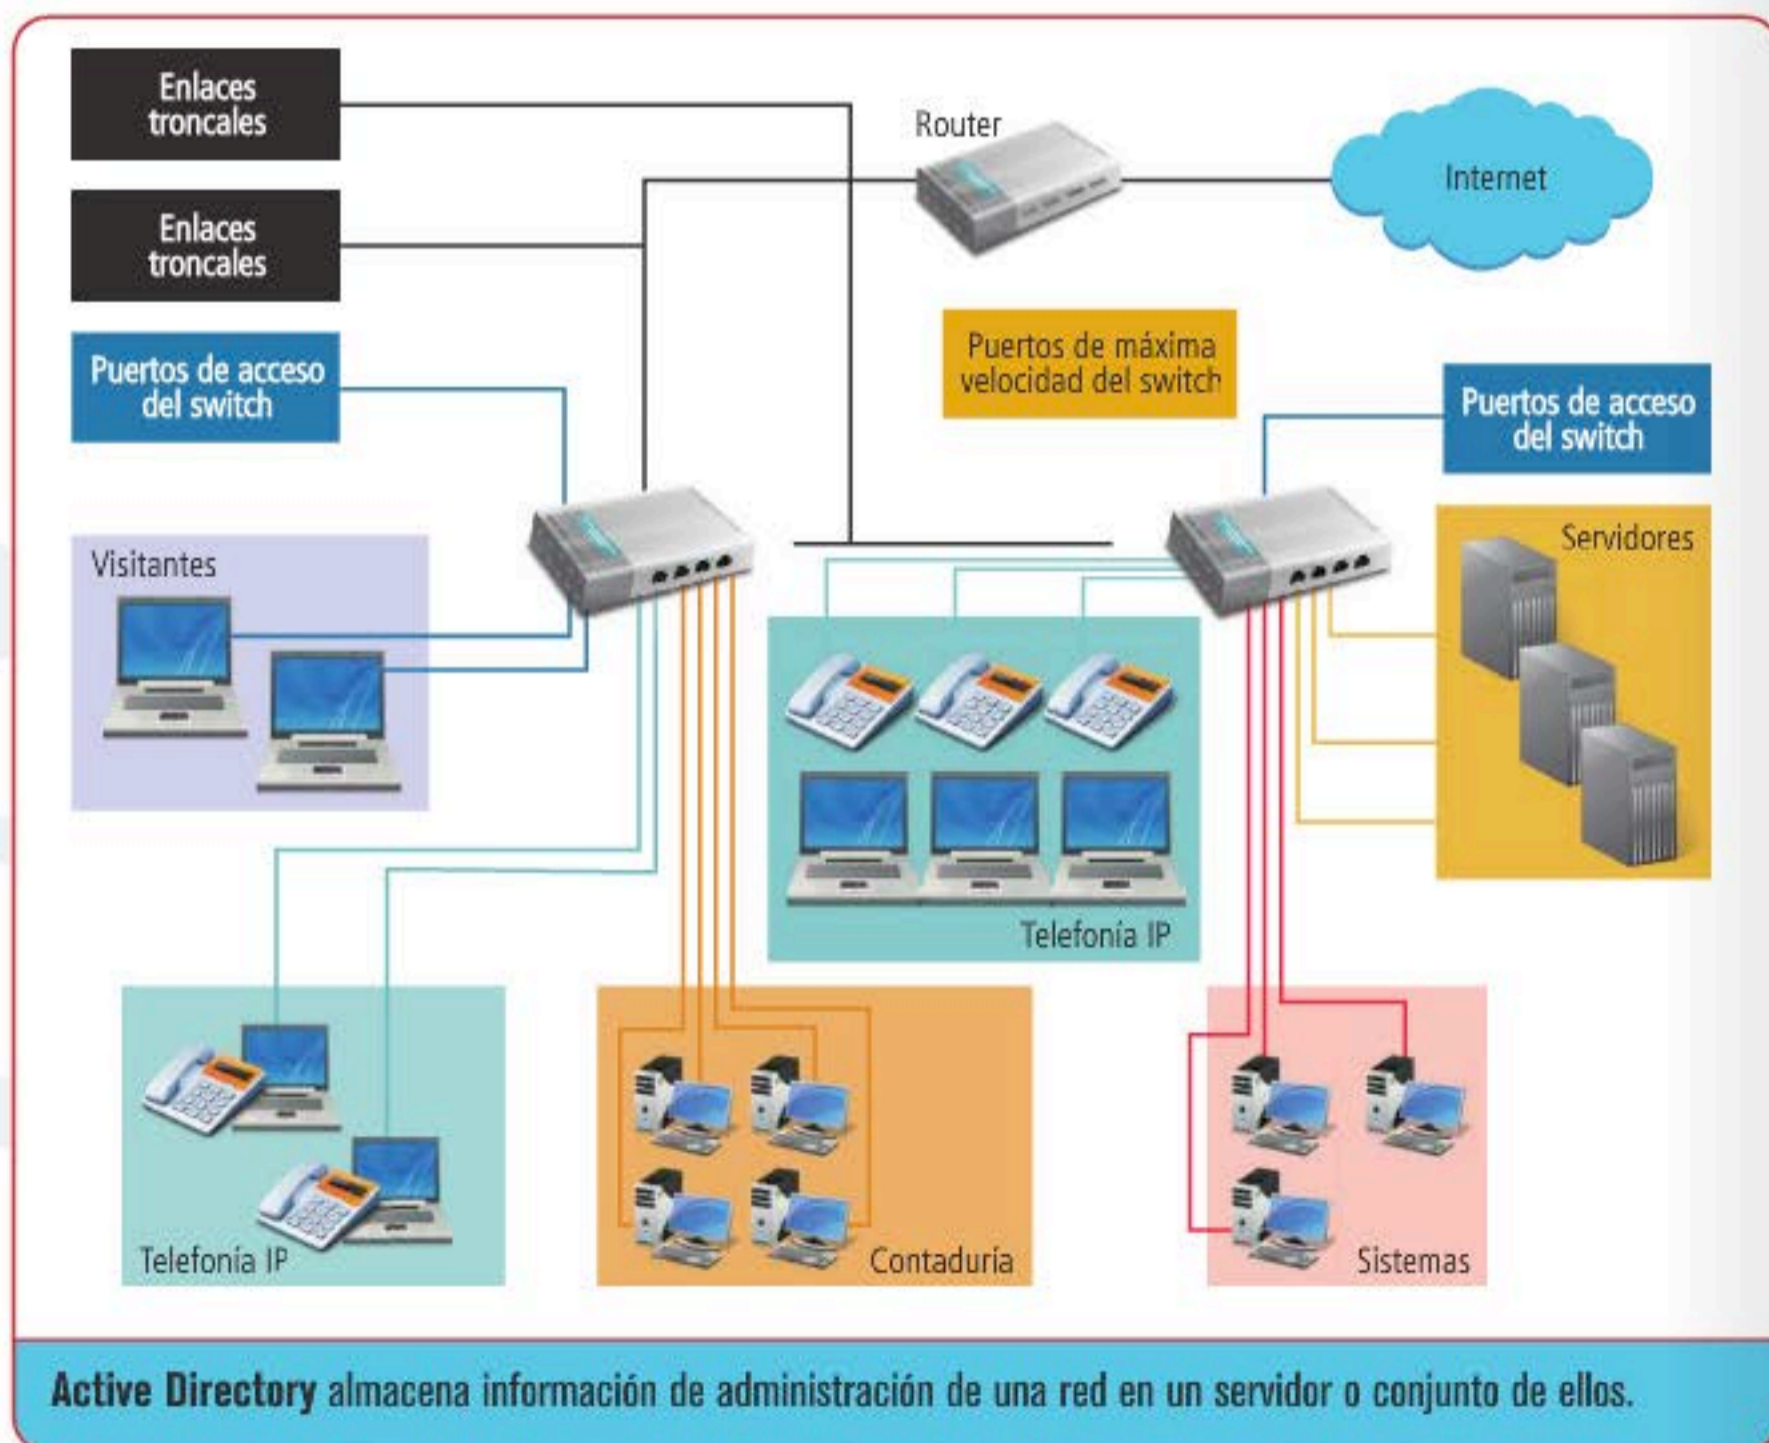 Enlaces
troncales
Router
Internet
Enlaces
troncales
Puertos de acceso
del switch
Puertos de máxima
velocidad del switch
Puertos de acceso
del switch
Visitantes
Servidores
Telefonía IP
Telefonía IP
Contaduría
Sistemas
Active Directory almacena información de administración de una red en un servidor o conjunto de ellos.